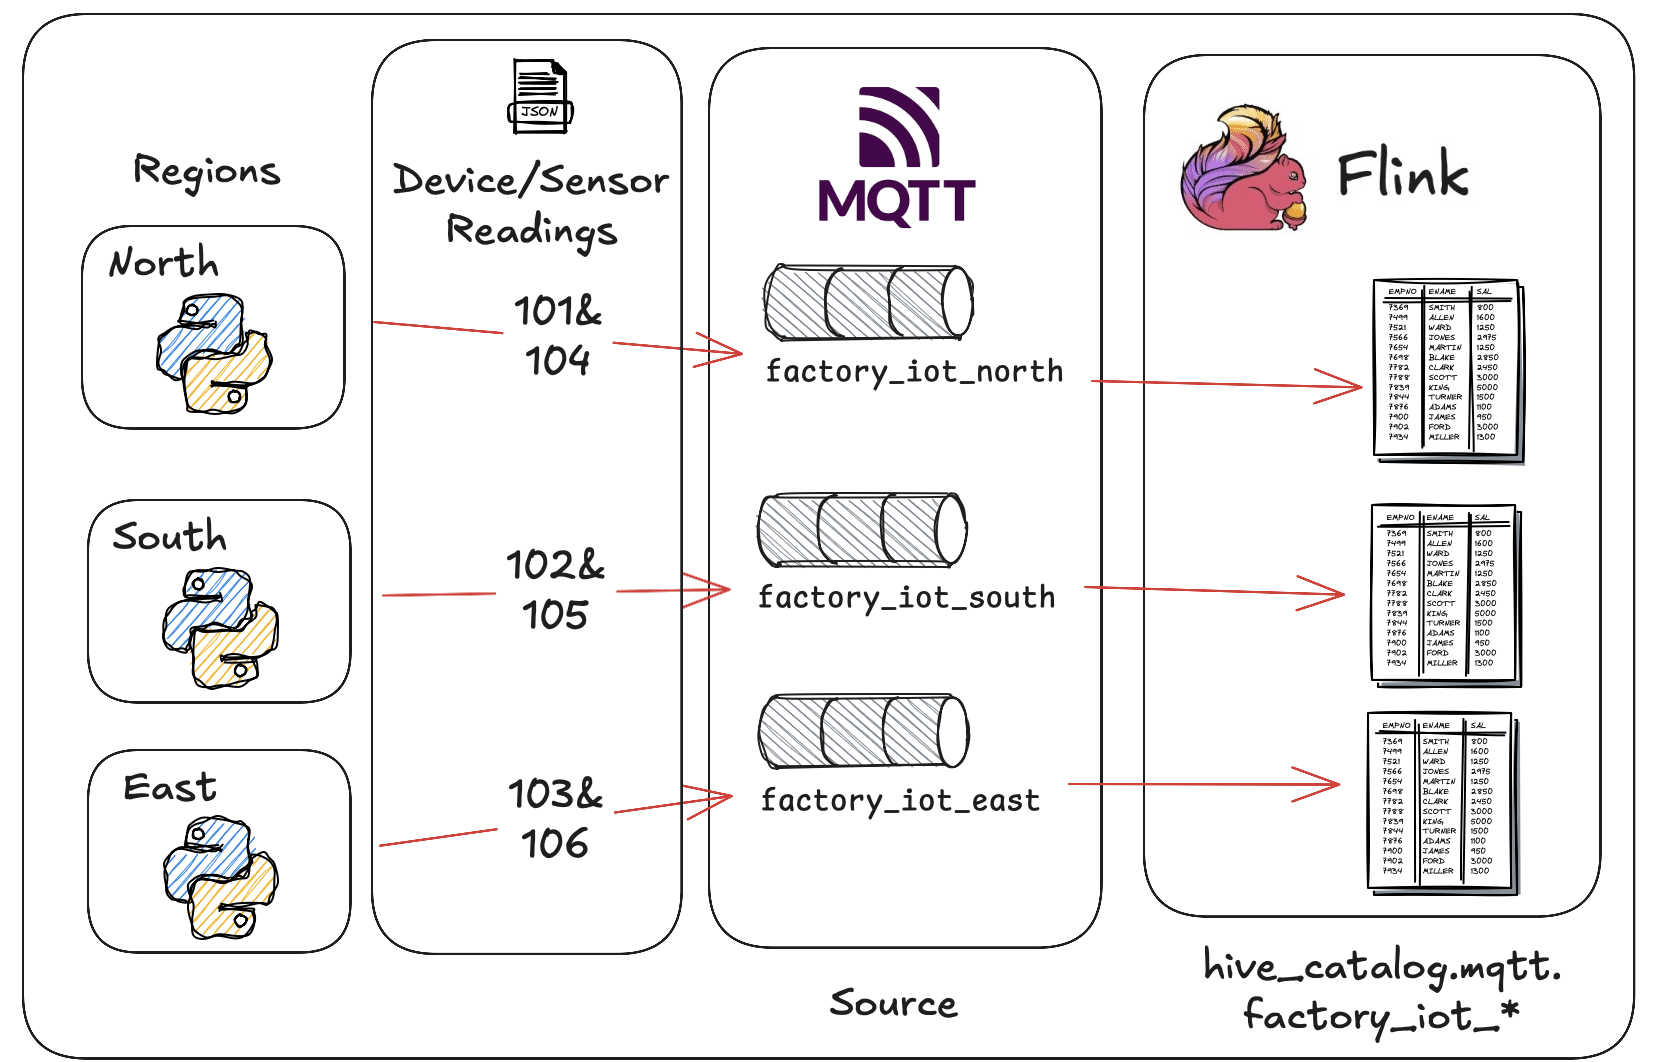 Regions
North
South
East
JSON
Device/Sensor
Readings
101&
104
102&
105
103&
106
MQTT
factory_iot_north
factory_iot_south
factory_iot_east
Source
Flink
EMPNO ENAME SAL
7369 SMITH 800
7499 ALLEN 1600
7521 WARD 1250
7566 JONES 2975
7654 MARTIN 1250
7698 BLAKE 2850
7782 CLARK 2450
7788 SCOTT 3000
7839 KING 5000
7844 TURNER 1500
7876 ADAMS 1100
7900 JAMES 950
7902 FORD 3000
7934 MILLER 1300
EMPNO ENAME SAL
7369 SMITH 800
7499 ALLEN 1600
7521 WARD 1250
7566 JONES 2975
7654 MARTIN 1250
7698 BLAKE 2850
7782 CLARK 2450
7788 SCOTT 3000
7839 KING 5000
7844 TURNER 1500
7876 ADAMS 1100
7900 JAMES 950
7902 FORD 3000
7934 MILLER 1300
EMPNO ENAME SAL
7369 SMITH 800
7499 ALLEN 1600
7521 WARD 1250
7566 JONES 2975
7654 MARTIN 1250
7698 BLAKE 2850
7782 CLARK 2450
7788 SCOTT 3000
7839 KING 5000
7844 TURNER 1500
7876 ADAMS 1100
7900 JAMES 950
7902 FORD 3000
7934 MILLER 1300
hive_catalog.mqtt.
factory_iot_*